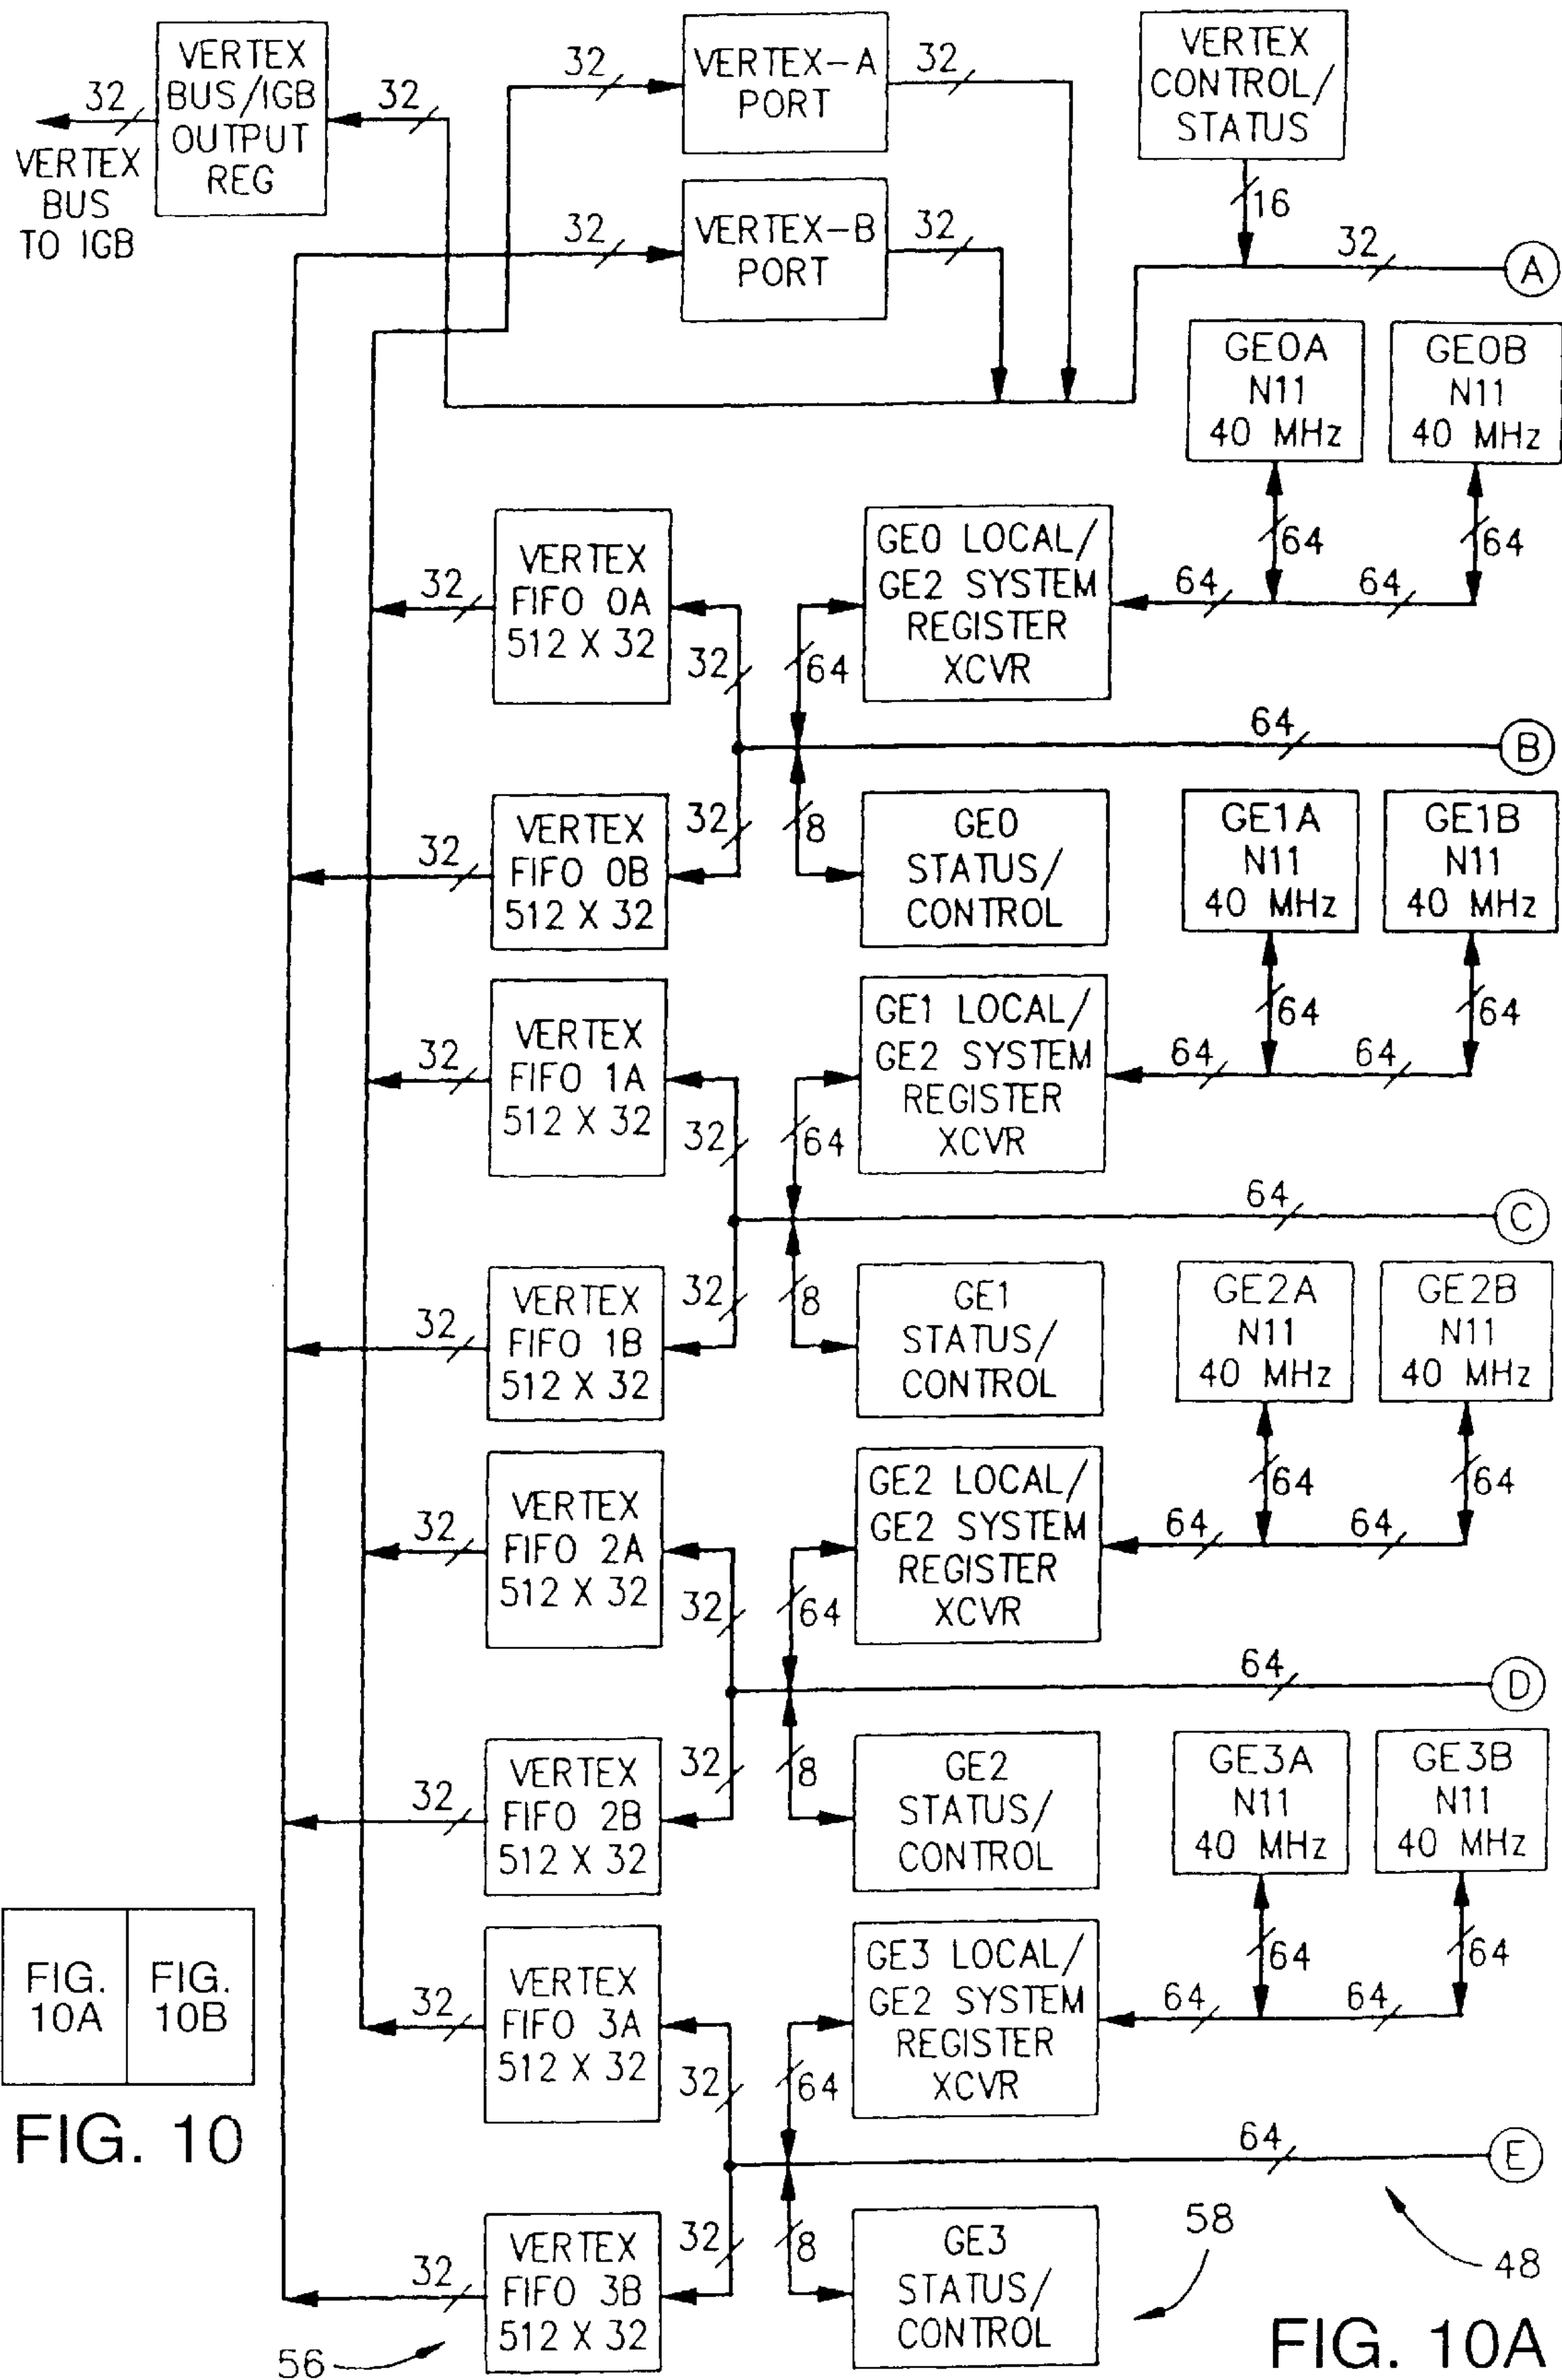 VERTEX
BUS/IGB
OUTPUT
REG
32
32
VERTEX
BUS
TO IGB
32
VERTEX-A
PORT
32
32
VERTEX-B
PORT
32
VERTEX
CONTROL/
STATUS
16
32
A
GE0A
N11
40 MHz
GE0B
N11
40 MHz
64
64
64
64
GE0 LOCAL/
GE2 SYSTEM
REGISTER
XCVR
VERTEX
FIFO 0A
512 X 32
32
32
64
64
B
VERTEX
FIFO 0B
512 X 32
32
32
8
GE0
STATUS/
CONTROL
GE1A
N11
40 MHz
GE1B
N11
40 MHz
64
64
64
64
GE1 LOCAL/
GE2 SYSTEM
REGISTER
XCVR
VERTEX
FIFO 1A
512 X 32
32
32
64
64
C
VERTEX
FIFO 1B
512 X 32
32
32
8
GE1
STATUS/
CONTROL
GE2A
N11
40 MHz
GE2B
N11
40 MHz
64
64
64
64
GE2 LOCAL/
GE2 SYSTEM
REGISTER
XCVR
VERTEX
FIFO 2A
512 X 32
32
32
64
64
D
VERTEX
FIFO 2B
512 X 32
32
32
8
GE2
STATUS/
CONTROL
GE3A
N11
40 MHz
GE3B
N11
40 MHz
64
64
64
64
GE3 LOCAL/
GE2 SYSTEM
REGISTER
XCVR
VERTEX
FIFO 3A
512 X 32
32
32
64
64
E
VERTEX
FIFO 3B
512 X 32
32
32
8
GE3
STATUS/
CONTROL
FIG.
10A
FIG.
10B
FIG. 10
56
58
48
FIG. 10A